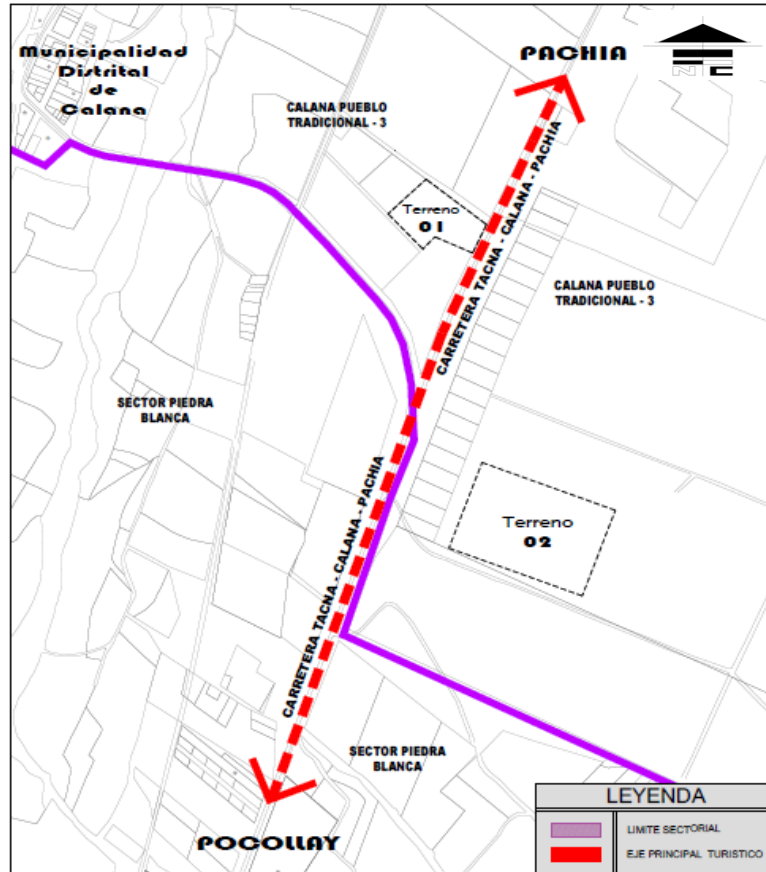 Municipalidad
Distrital
de
Calana
PACHIA
N
CALANA PUEBLO
TRADICIONAL - 3
CARRETERA TACNA - CALANA - PACHIA
Terreno
01
CALANA PUEBLO
TRADICIONAL - 3
SECTOR PIEDRA
BLANCA
CARRETERA TACNA - CALANA - PACHIA
Terreno
02
SECTOR PIEDRA
BLANCA
POCOLLAY
LEYENDA
LIMITE SECTORIAL
EJE PRINCIPAL TURISTICO